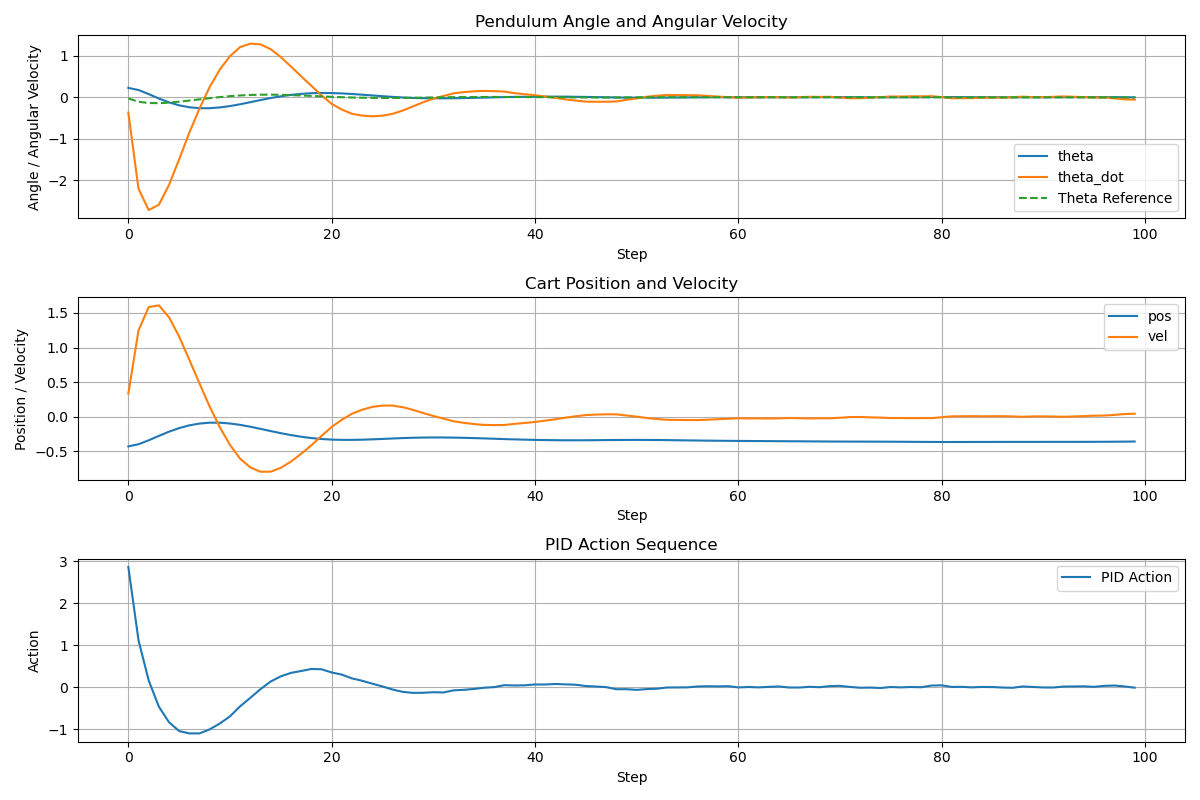 Pendulum Angle and Angular Velocity
Angle / Angular Velocity
1
0
−1
−2
theta
theta_dot
Theta Reference
0 20 40 60 80 100
Step
Cart Position and Velocity
Position / Velocity
1.5
1.0
0.5
0.0
−0.5
pos
vel
0 20 40 60 80 100
Step
PID Action Sequence
Action
3
2
1
0
−1
PID Action
0 20 40 60 80 100
Step